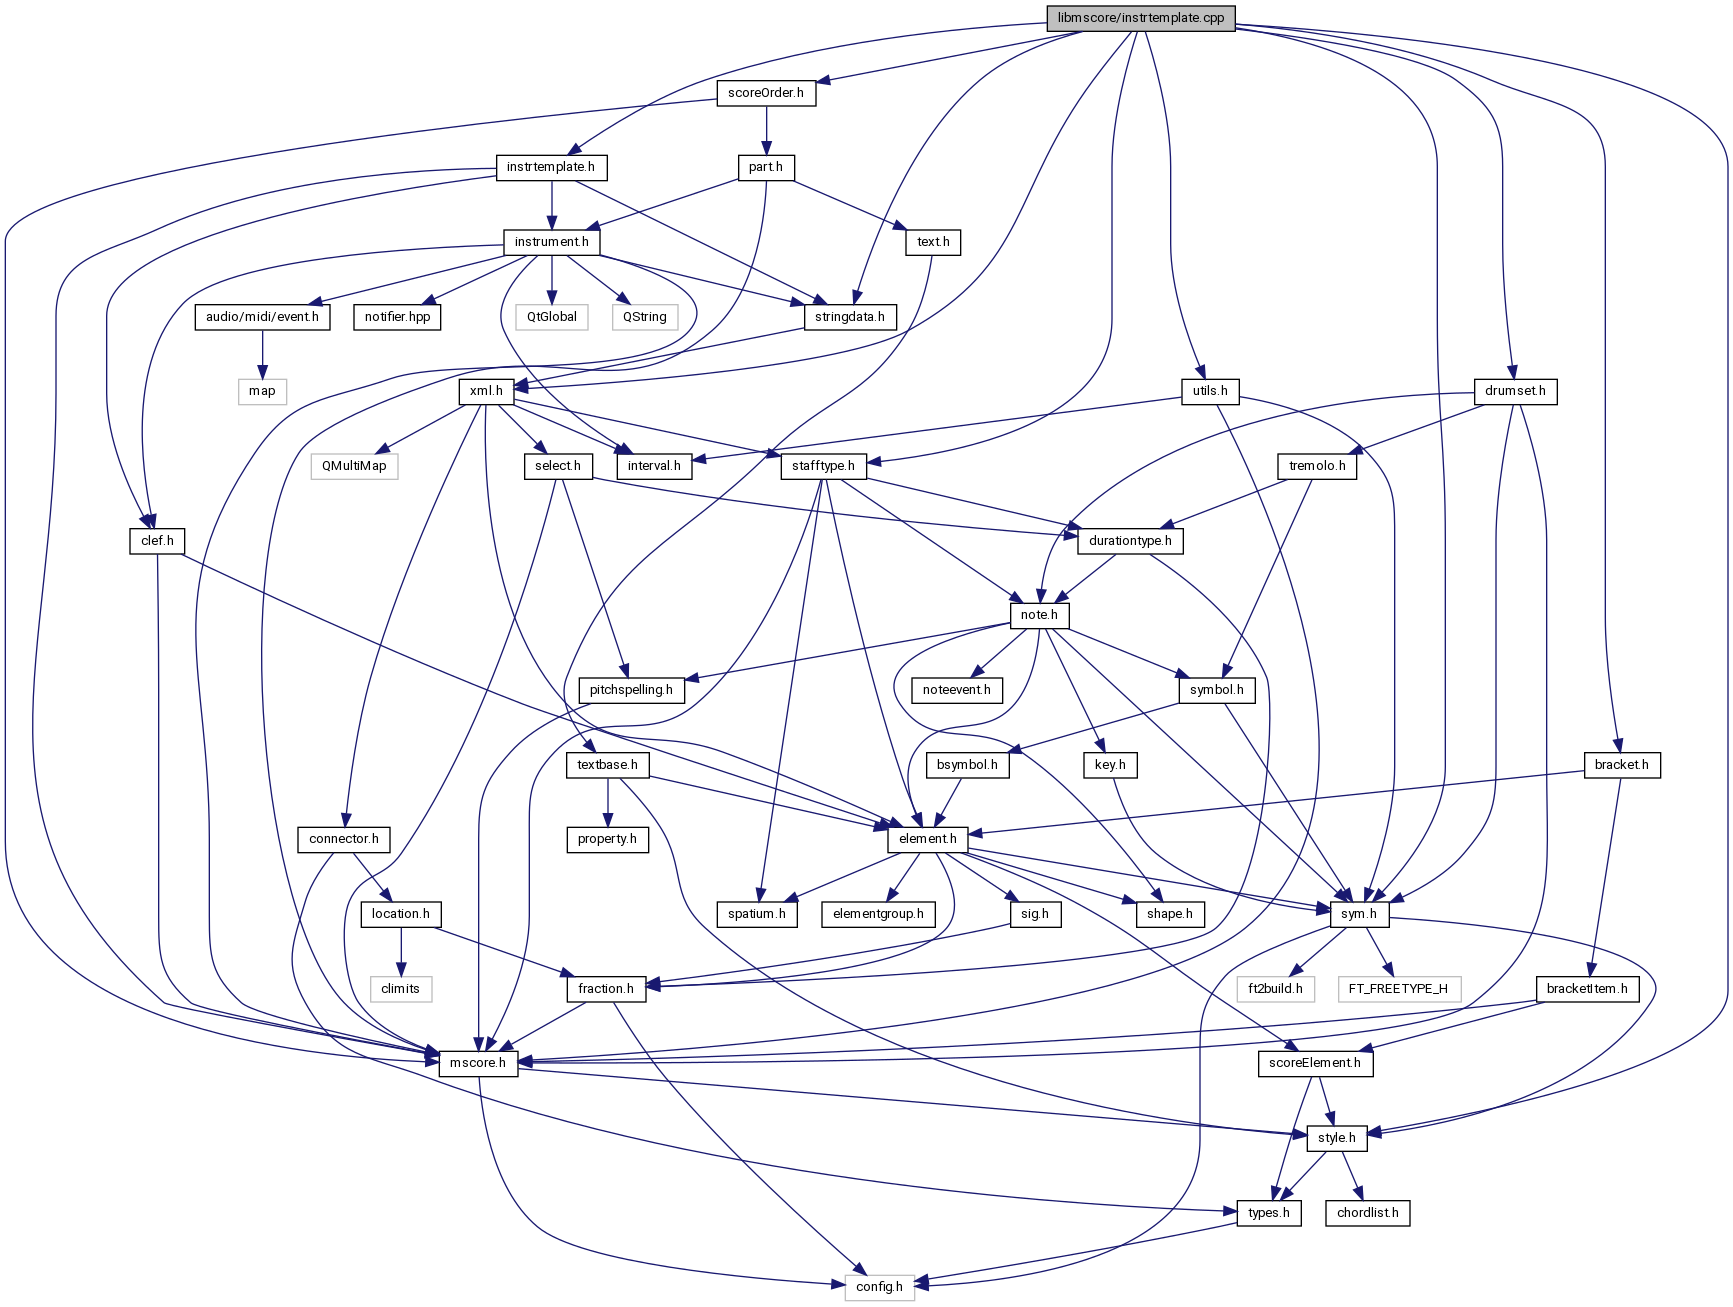 libmscore/instrtemplate.cpp
scoreOrder.h
instrtemplate.h
part.h
instrument.h
text.h
audio/midi/event.h
notifier.hpp
QtGlobal
QString
stringdata.h
map
xml.h
utils.h
drumset.h
QMultiMap
select.h
interval.h
stafftype.h
tremolo.h
clef.h
durationtype.h
note.h
pitchspelling.h
noteevent.h
symbol.h
textbase.h
bsymbol.h
key.h
bracket.h
connector.h
property.h
element.h
location.h
spatium.h
elementgroup.h
sig.h
shape.h
sym.h
climits
fraction.h
ft2build.h
FT_FREETYPE_H
bracketItem.h
mscore.h
scoreElement.h
style.h
types.h
chordlist.h
config.h